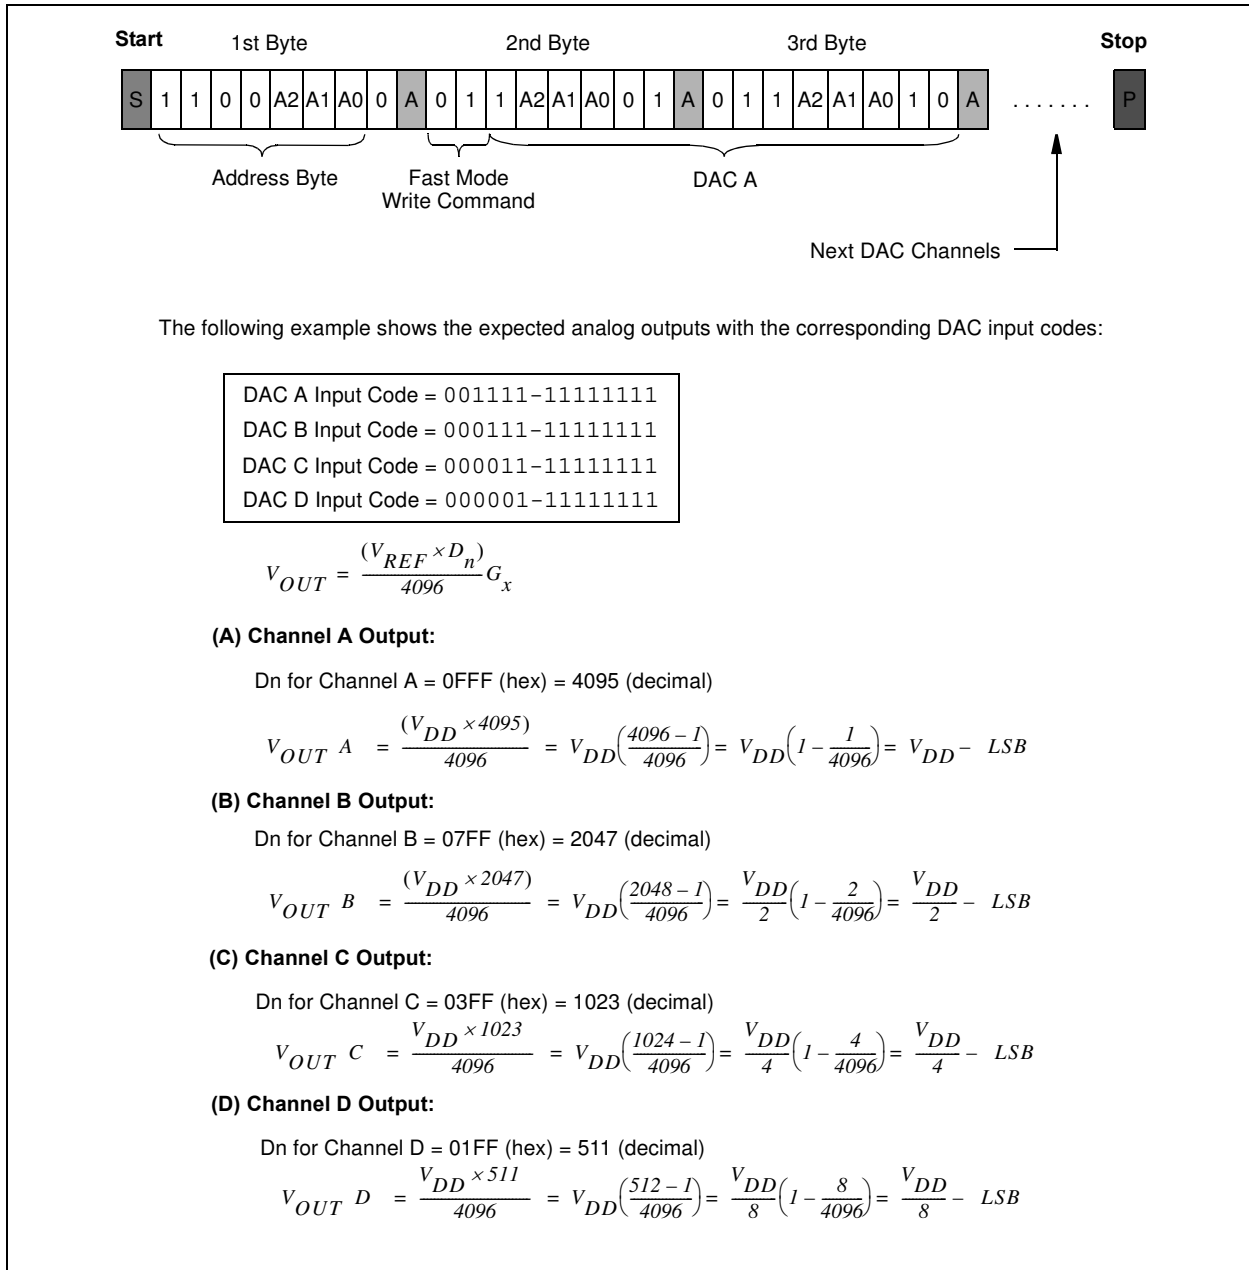 Start 1st Byte 2nd Byte 3rd Byte Stop
S 1 1 0 0 A2 A1 A0 0 A 0 1 1 A2 A1 A0 0 1 A 0 1 1 A2 A1 A0 1 0 A ....... P
Address Byte Fast Mode Write Command DAC A
Next DAC Channels
The following example shows the expected analog outputs with the corresponding DAC input codes:
DAC A Input Code = 001111-11111111
DAC B Input Code = 000111-11111111
DAC C Input Code = 000011-11111111
DAC D Input Code = 000001-11111111
V_OUT = (V_REF × D_n) / 4096 G_x
(A) Channel A Output:
Dn for Channel A = 0FFF (hex) = 4095 (decimal)
V_OUT A = (V_DD × 4095) / 4096 = V_DD((4096 – 1) / 4096) = V_DD(1 – 1/4096) = V_DD – LSB
(B) Channel B Output:
Dn for Channel B = 07FF (hex) = 2047 (decimal)
V_OUT B = (V_DD × 2047) / 4096 = V_DD((2048 – 1) / 4096) = V_DD/2 (1 – 2/4096) = V_DD/2 – LSB
(C) Channel C Output:
Dn for Channel C = 03FF (hex) = 1023 (decimal)
V_OUT C = V_DD × 1023 / 4096 = V_DD((1024 – 1) / 4096) = V_DD/4 (1 – 4/4096) = V_DD/4 – LSB
(D) Channel D Output:
Dn for Channel D = 01FF (hex) = 511 (decimal)
V_OUT D = V_DD × 511 / 4096 = V_DD((512 – 1) / 4096) = V_DD/8 (1 – 8/4096) = V_DD/8 – LSB